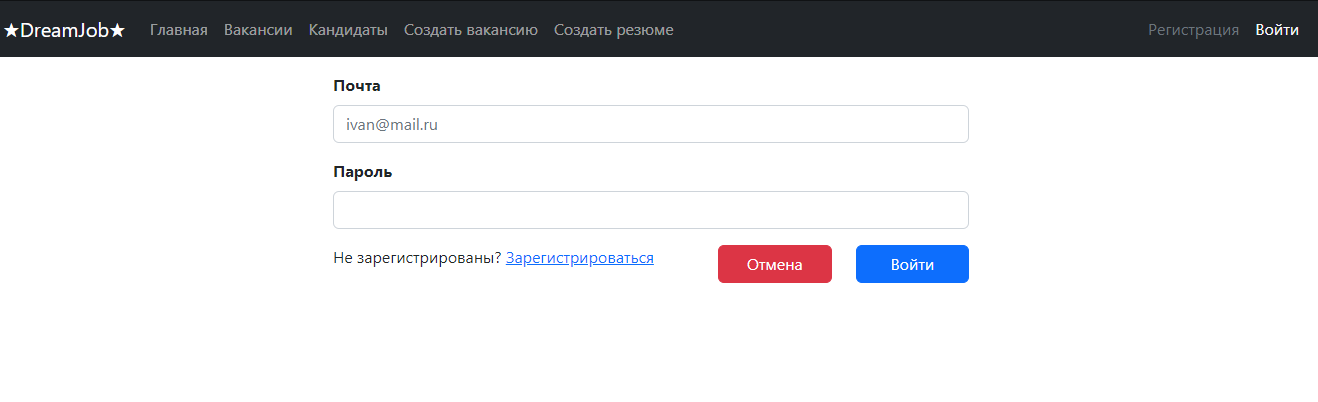 ★DreamJob★ Главная Вакансии Кандидаты Создать вакансию Создать резюме Регистрация Войти
Почта
ivan@mail.ru
Пароль
Не зарегистрированы? Зарегистрироваться Отмена Войти